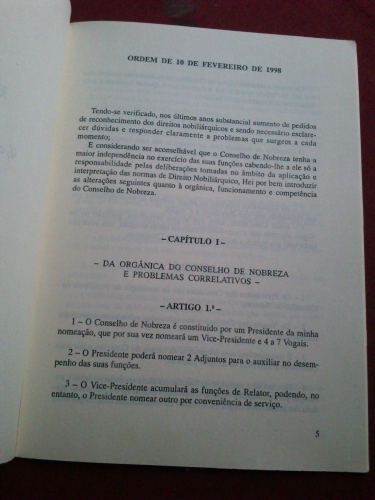 ORDEM DE 10 DE FEVEREIRO DE 1998
Tendo-se verificado, nos últimos anos substancial aumento de pedidos
de reconhecimento dos direitos nobiliárquicos e sendo necessário esclare-
cer dúvidas e responder claramente a problemas que surgem a cada
momento;
E considerando ser aconselhável que o Conselho de Nobreza tenha a
maior independência no exercício das suas funções cabendo-lhe a ele só a
responsabilidade pelas deliberações tomadas no âmbito da aplicação e
interpretação das normas de Direito Nobiliárquico, Hei por bem introduzir
as alterações seguintes quanto à orgânica, funcionamento e competência
do Conselho de Nobreza.
– CAPÍTULO I –
– DA ORGÂNICA DO CONSELHO DE NOBREZA
E PROBLEMAS CORRELATIVOS –
– ARTIGO 1.º –
1 – O Conselho de Nobreza é constituído por um Presidente da minha
nomeação, que por sua vez nomeará um Vice-Presidente e 4 a 7 Vogais.
2 – O Presidente poderá nomear 2 Adjuntos para o auxiliar no desem-
penho das suas funções.
3 – O Vice-Presidente acumulará as funções de Relator, podendo, no
entanto, o Presidente nomear outro por conveniência de serviço.
5